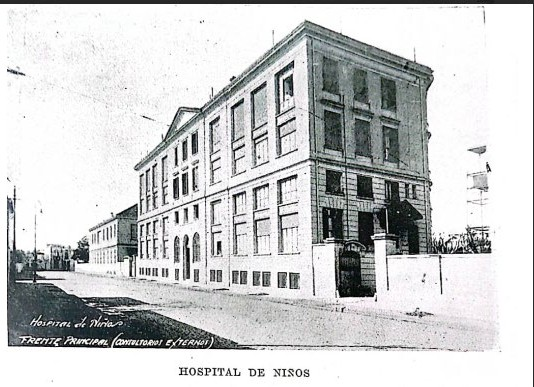 Hospital de Niños
FRENTE PRINCIPAL (CONSULTORIOS EXTERNOS)
HOSPITAL DE NIÑOS